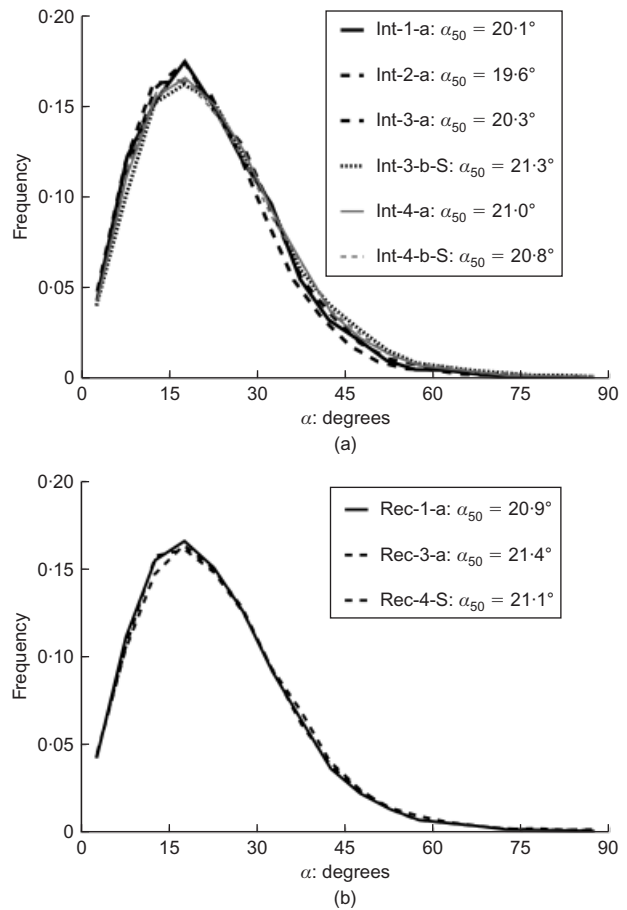 0·20
0·15
0·10
0·05
0
Frequency
Int-1-a: α50 = 20·1°
Int-2-a: α50 = 19·6°
Int-3-a: α50 = 20·3°
Int-3-b-S: α50 = 21·3°
Int-4-a: α50 = 21·0°
Int-4-b-S: α50 = 20·8°
0 15 30 45 60 75 90
α: degrees
(a)
0·20
0·15
0·10
0·05
0
Frequency
Rec-1-a: α50 = 20·9°
Rec-3-a: α50 = 21·4°
Rec-4-S: α50 = 21·1°
0 15 30 45 60 75 90
α: degrees
(b)